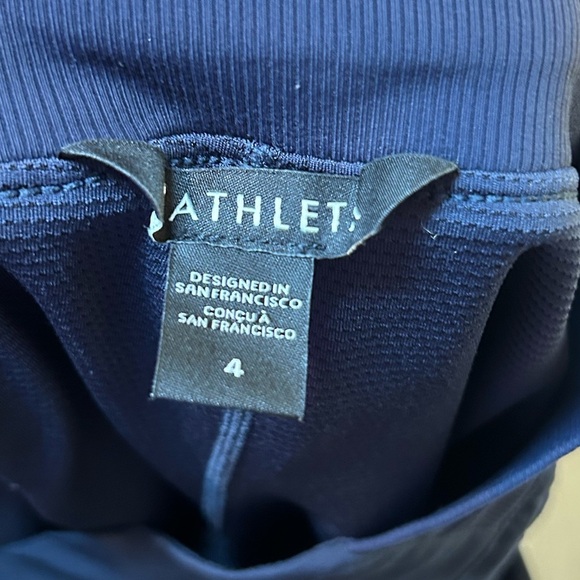 ATHLET
DESIGNED IN
SAN FRANCISCO
CONÇU À
SAN FRANCISCO
4